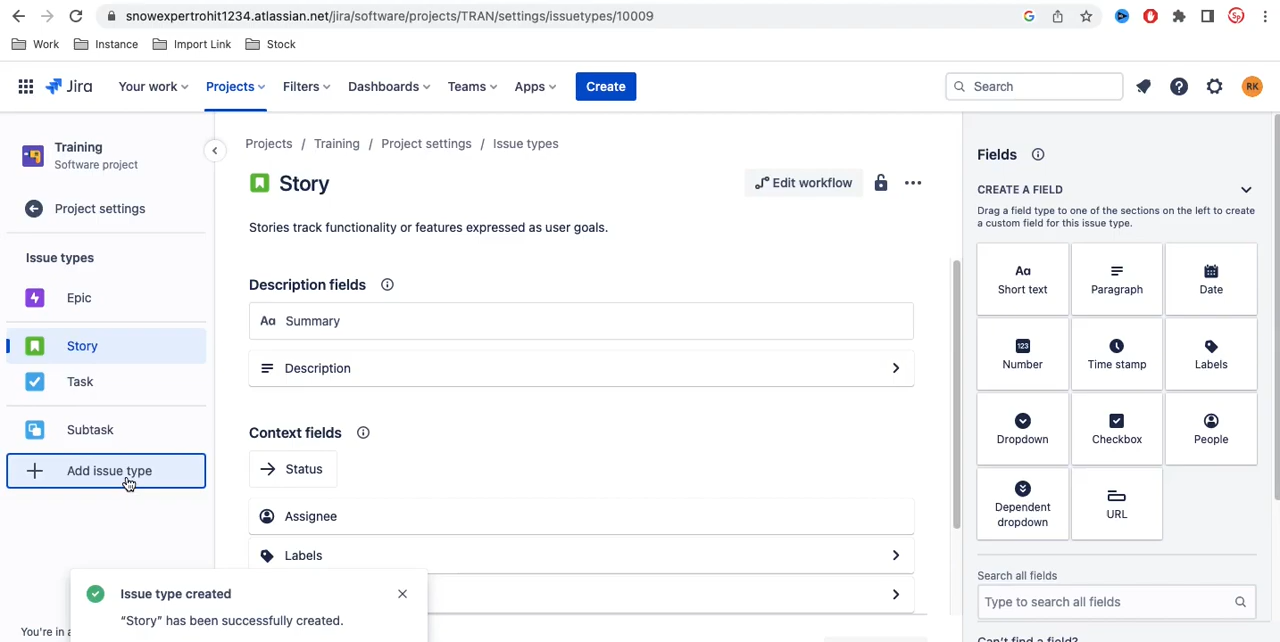 snowexpertrohit1234.atlassian.net/jira/software/projects/TRAN/settings/issuetypes/10009
Work
Instance
Import Link
Stock
Jira
Your work
Projects
Filters
Dashboards
Teams
Apps
Create
Search
RK
Training
Software project
Project settings
Issue types
Epic
Story
Task
Subtask
Add issue type
Projects / Training / Project settings / Issue types
Story
Edit workflow
Stories track functionality or features expressed as user goals.
Description fields
Aa Summary
Description
Context fields
Status
Assignee
Labels
Issue type created
“Story” has been successfully created.
You're in a
Fields
CREATE A FIELD
Drag a field type to one of the sections on the left to create
a custom field for this issue type.
Aa
Short text
Paragraph
Date
123
Number
Time stamp
Labels
Dropdown
Checkbox
People
Dependent
dropdown
URL
Search all fields
Type to search all fields
Can't find a field?